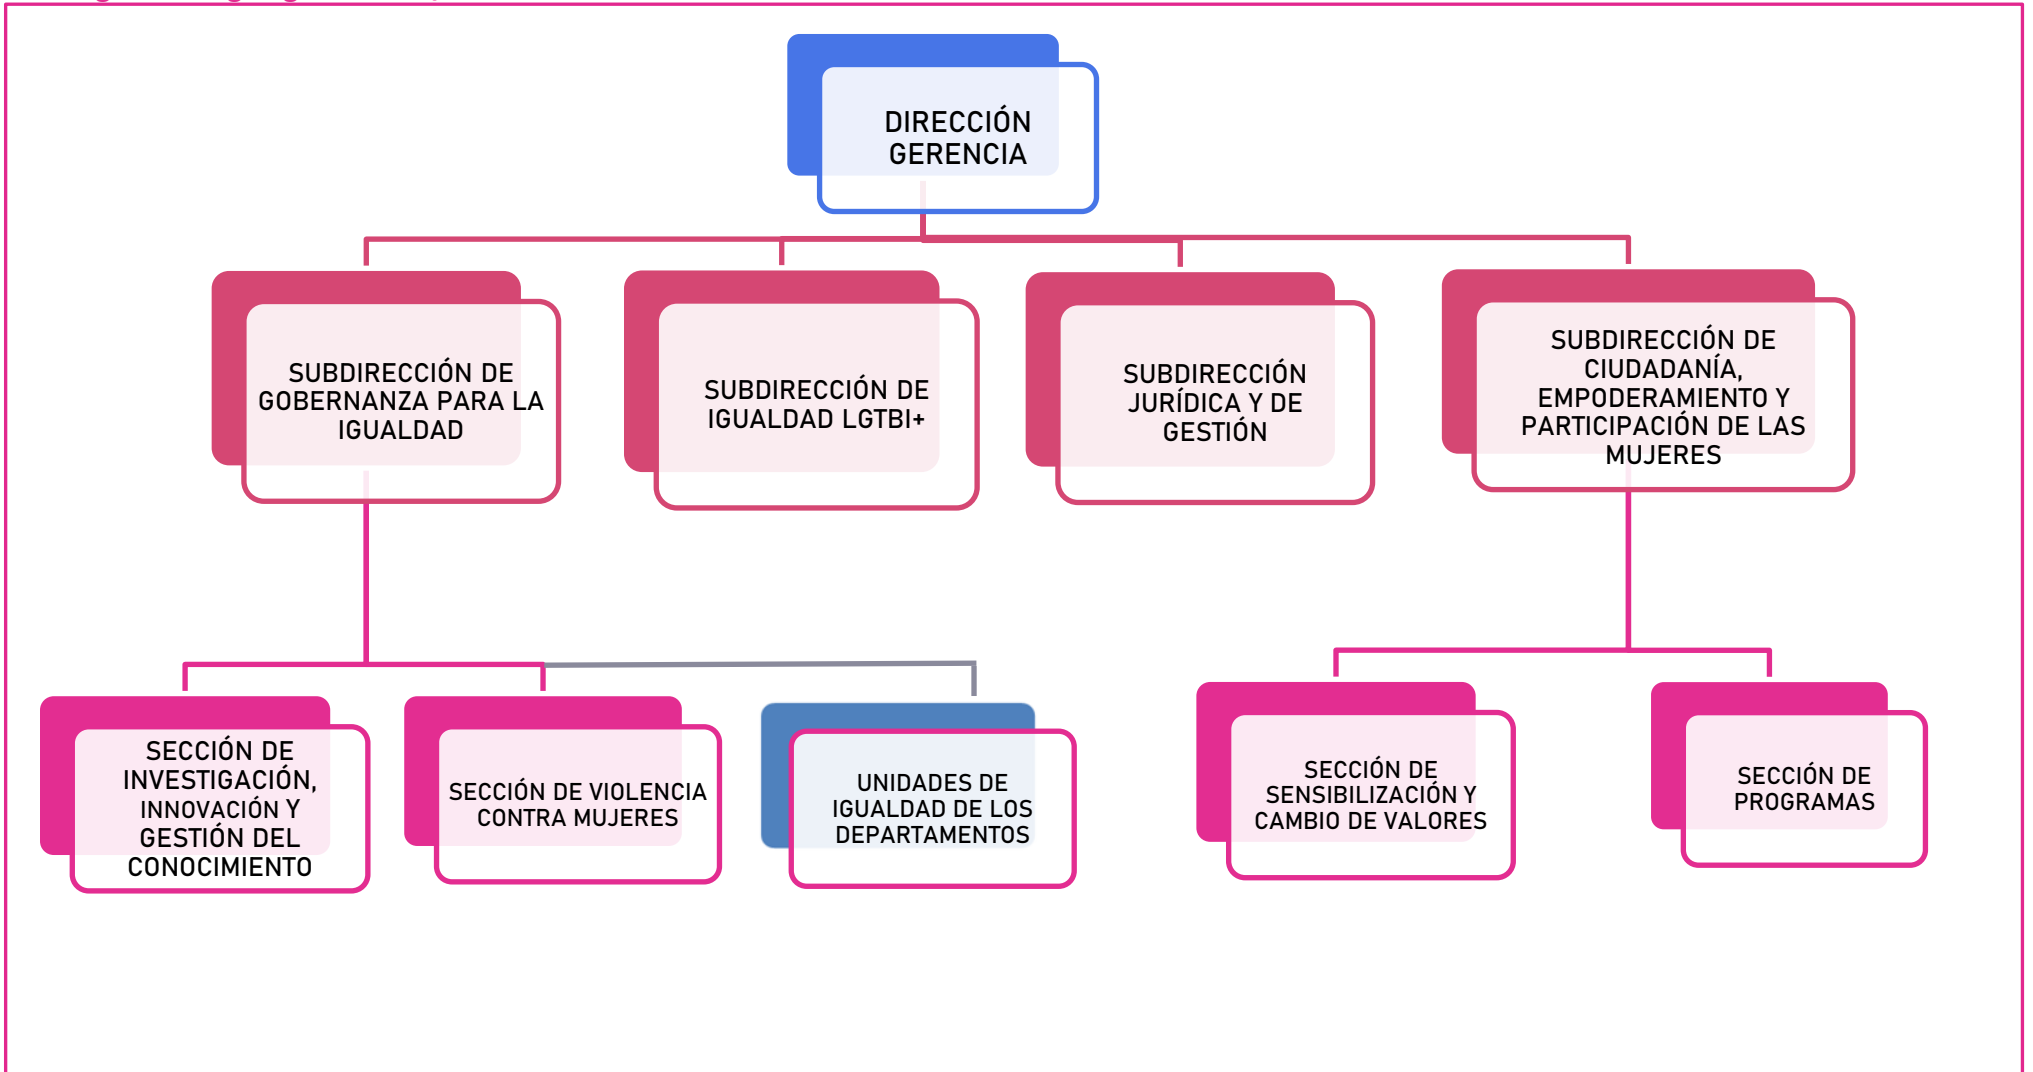 DIRECCIÓN
GERENCIA
SUBDIRECCIÓN DE
GOBERNANZA PARA LA
IGUALDAD
SUBDIRECCIÓN DE
IGUALDAD LGTBI+
SUBDIRECCIÓN
JURÍDICA Y DE
GESTIÓN
SUBDIRECCIÓN DE
CIUDADANÍA,
EMPODERAMIENTO Y
PARTICIPACIÓN DE LAS
MUJERES
SECCIÓN DE
INVESTIGACIÓN,
INNOVACIÓN Y
GESTIÓN DEL
CONOCIMIENTO
SECCIÓN DE VIOLENCIA
CONTRA MUJERES
UNIDADES DE
IGUALDAD DE LOS
DEPARTAMENTOS
SECCIÓN DE
SENSIBILIZACIÓN Y
CAMBIO DE VALORES
SECCIÓN DE
PROGRAMAS